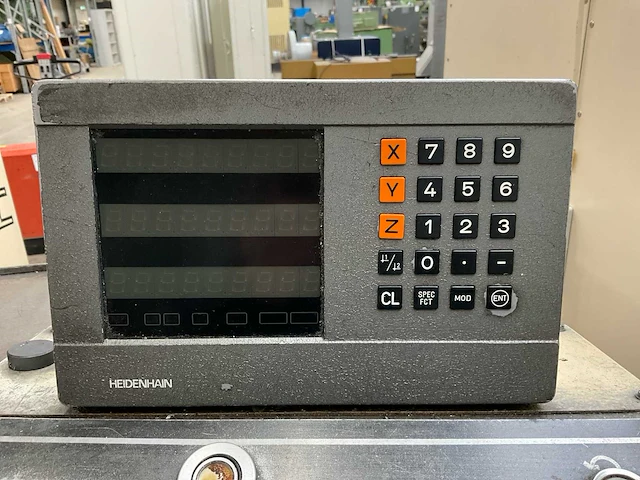 X 7 8 9
Y 4 5 6
Z 1 2 3
↓1/↓2 0 . -
CL SPEC FCT MOD ENT
HEIDENHAIN